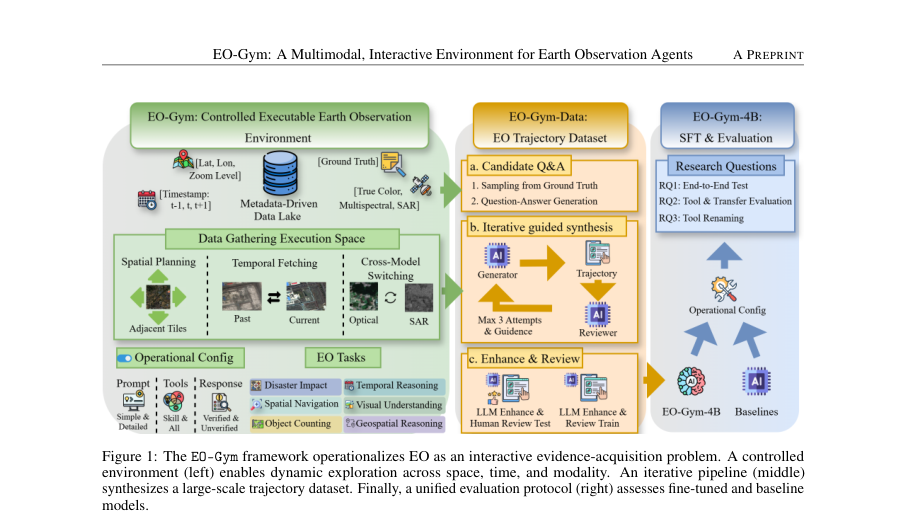 EO-Gym: A Multimodal, Interactive Environment for Earth Observation Agents A PREPRINT
EO-Gym: Controlled Executable Earth Observation
Environment
[Lat, Lon,
Zoom Level]
[Timestamp:
t-1, t, t+1]
Metadata-Driven
Data Lake
[Ground Truth]
[True Color,
Multispectral, SAR]
Data Gathering Execution Space
Spatial Planning
Adjacent Tiles
Temporal Fetching
Past
Current
Cross-Model
Switching
Optical
SAR
Operational Config
Prompt
Simple &
Detailed
Tools
Skill &
All
Response
Verified &
Unverified
EO Tasks
Disaster Impact
Temporal Reasoning
Spatial Navigation
Visual Understanding
Object Counting
Geospatial Reasoning
EO-Gym-Data:
EO Trajectory Dataset
a. Candidate Q&A
1. Sampling from Ground Truth
2. Question-Answer Generation
b. Iterative guided synthesis
AI
Generator
Trajectory
Max 3 Attempts
& Guidence
AI
Reviewer
c. Enhance & Review
AI
LLM Enhance &
Human Review Test
AI
AI
LLM Enhance &
Review Train
EO-Gym-4B:
SFT & Evaluation
Research Questions
RQ1: End-to-End Test
RQ2: Tool & Transfer Evaluation
RQ3: Tool Renaming
Operational Config
AI
EO-Gym-4B
AI
Baselines
Figure 1: The EO-Gym framework operationalizes EO as an interactive evidence-acquisition problem. A controlled
environment (left) enables dynamic exploration across space, time, and modality. An iterative pipeline (middle)
synthesizes a large-scale trajectory dataset. Finally, a unified evaluation protocol (right) assesses fine-tuned and baseline
models.